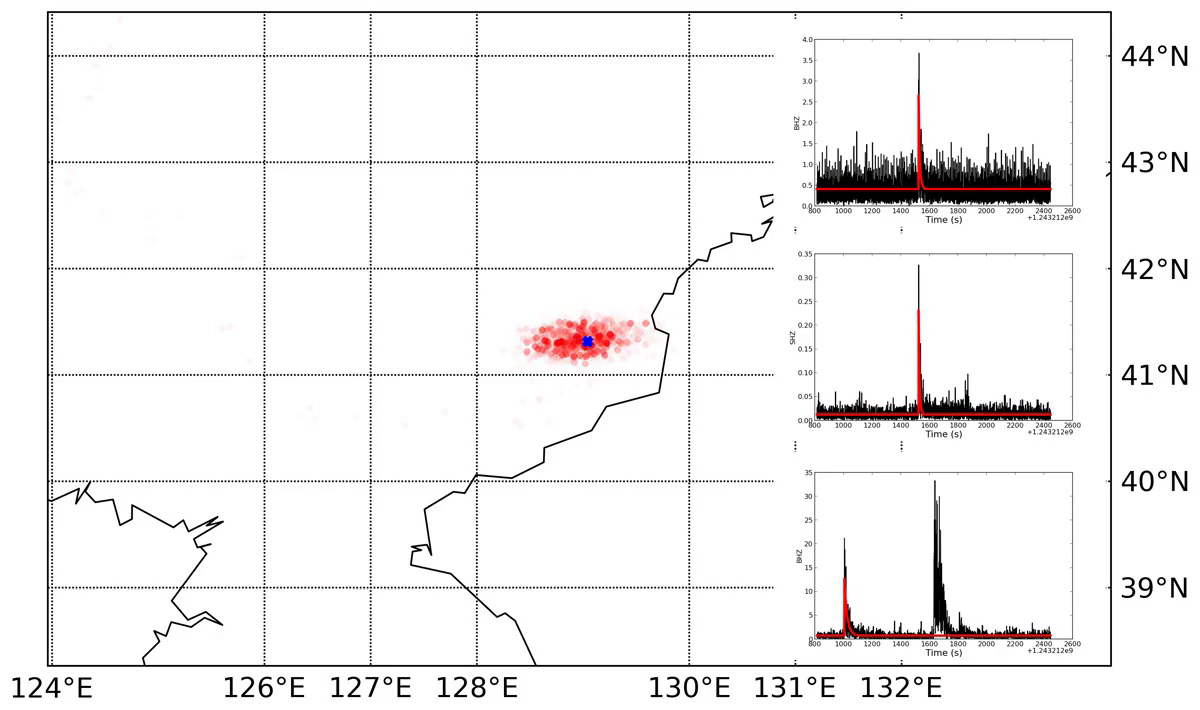 44°N
43°N
42°N
41°N
40°N
39°N
124°E 126°E 127°E 128°E 130°E 131°E 132°E
4.0
3.5
3.0
2.5
2.0
1.5
1.0
0.5
0.0
BHZ
800 1000 1200 1400 1600 1800 2000 2200 2400 2600
Time (s)
+1.243212e9
0.35
0.30
0.25
0.20
0.15
0.10
0.05
0.00
SHZ
800 1000 1200 1400 1600 1800 2000 2200 2400 2600
Time (s)
+1.243212e9
35
30
25
20
15
10
5
0
BHZ
800 1000 1200 1400 1600 1800 2000 2200 2400 2600
Time (s)
+1.243212e9